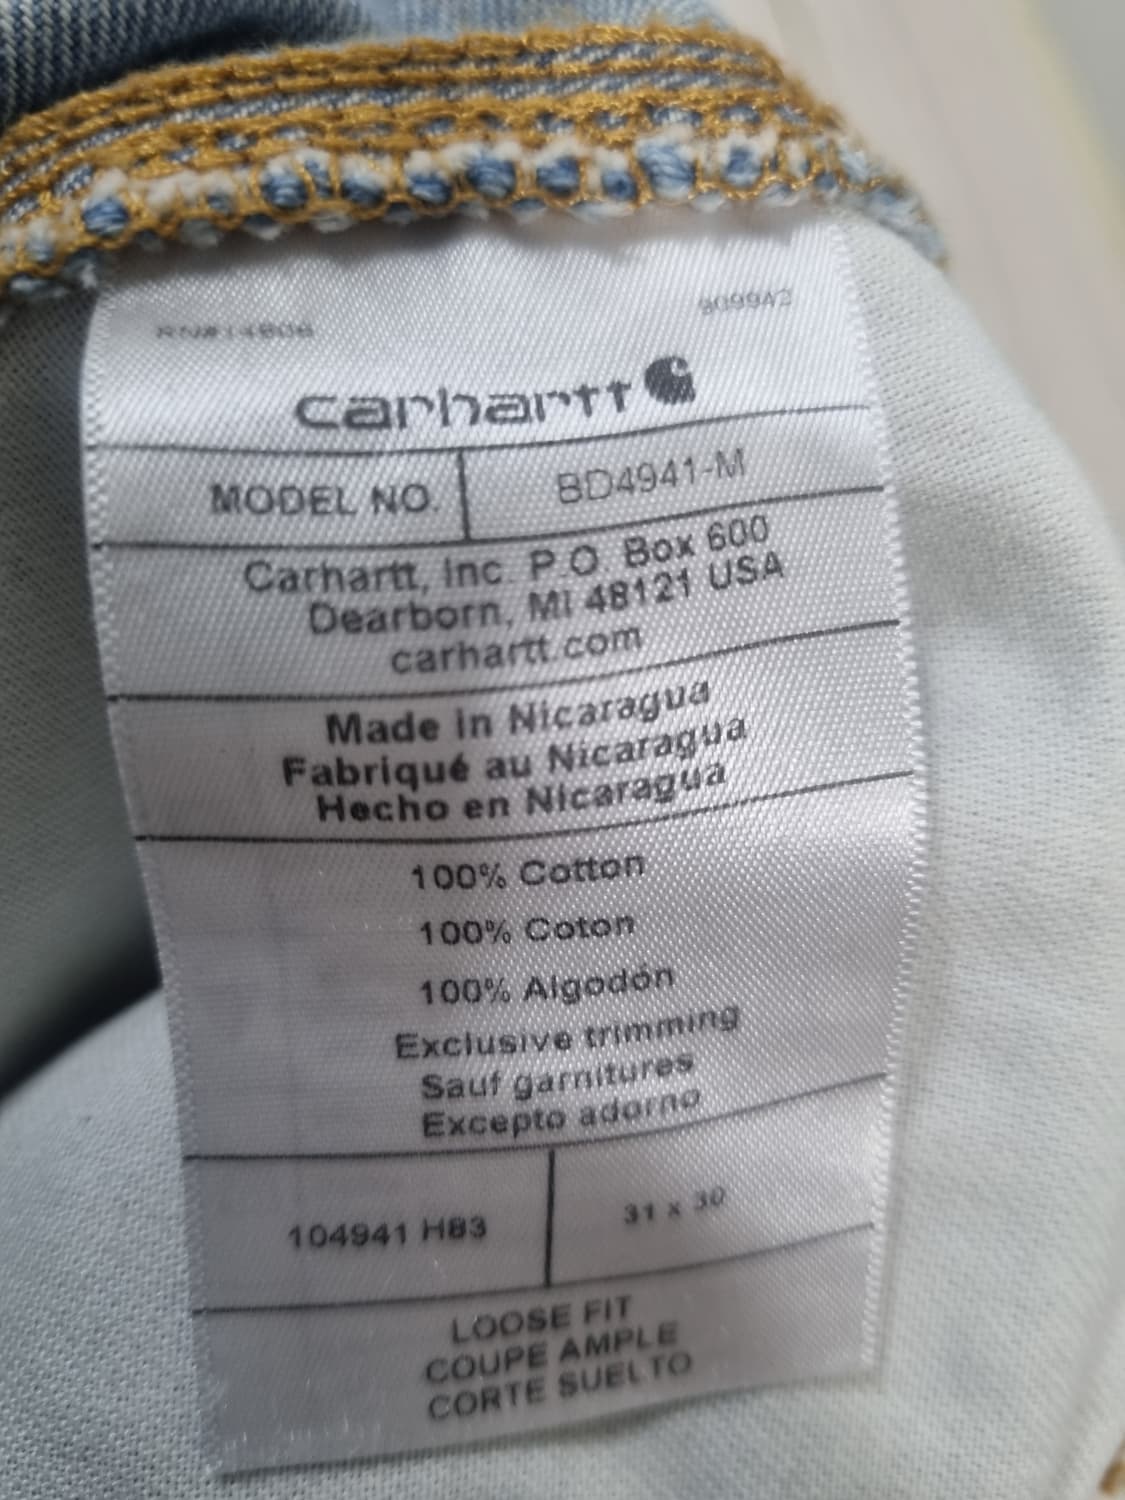 RN#14806
909942
carhartt
MODEL NO. BD4941-M
Carhartt, Inc. P.O. Box 600
Dearborn, MI 48121 USA
carhartt.com
Made in Nicaragua
Fabriqué au Nicaragua
Hecho en Nicaragua
100% Cotton
100% Coton
100% Algodón
Exclusive trimming
Sauf garnitures
Excepto adorno
104941 H83 31 x 30
LOOSE FIT
COUPE AMPLE
CORTE SUELTO